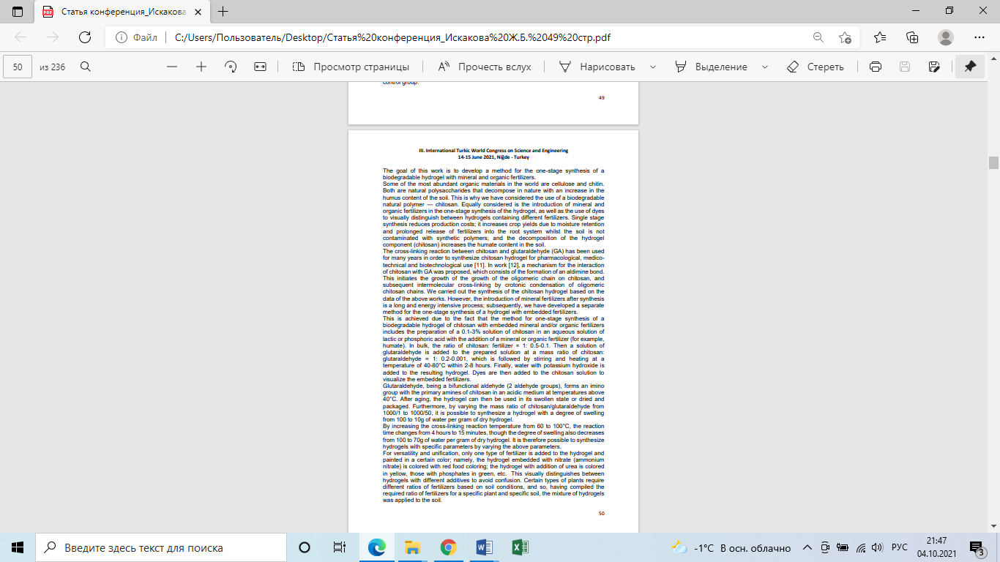 Статья конференция_Искакова
Файл
C:/Users/Пользователь/Desktop/Статья%20конференция_Искакова%20Ж.Б.%2049%20стр.pdf
50 из 236
Просмотр страницы
Прочесть вслух
Нарисовать
Выделение
Стереть
control group.
49
III. International Turkic World Congress on Science and Engineering
14-15 June 2021, Niğde - Turkey
The goal of this work is to develop a method for the one-stage synthesis of a
biodegradable hydrogel with mineral and organic fertilizers.
Some of the most abundant organic materials in the world are cellulose and chitin.
Both are natural polysaccharides that decompose in nature with an increase in the
humus content of the soil. This is why we have considered the use of a biodegradable
natural polymer — chitosan. Equally considered is the introduction of mineral and
organic fertilizers in the one-stage synthesis of the hydrogel, as well as the use of dyes
to visually distinguish between hydrogels containing different fertilizers. Single stage
synthesis reduces production costs; it increases crop yields due to moisture retention
and prolonged release of fertilizers into the root system whilst the soil is not
contaminated with synthetic polymers; and the decomposition of the hydrogel
component (chitosan) increases the humate content in the soil.
The cross-linking reaction between chitosan and glutaraldehyde (GA) has been used
for many years in order to synthesize chitosan hydrogel for pharmacological, medico-
technical and biotechnological use [11]. In work [12], a mechanism for the interaction
of chitosan with GA was proposed, which consists of the formation of an aldimine bond.
This initiates the growth of the growth of the oligomeric chain on chitosan, and
subsequent intermolecular cross-linking by crotonic condensation of oligomeric
chitosan chains. We carried out the synthesis of the chitosan hydrogel based on the
data of the above works. However, the introduction of mineral fertilizers after synthesis
is a long and energy intensive process; subsequently, we have developed a separate
method for the one-stage synthesis of a hydrogel with embedded fertilizers.
This is achieved due to the fact that the method for one-stage synthesis of a
biodegradable hydrogel of chitosan with embedded mineral and/or organic fertilizers
includes the preparation of a 0.1-3% solution of chitosan in an aqueous solution of
lactic or phosphoric acid with the addition of a mineral or organic fertilizer (for example,
humate). In bulk, the ratio of chitosan: fertilizer = 1: 0.5-0.1. Then a solution of
glutaraldehyde is added to the prepared solution at a mass ratio of chitosan:
glutaraldehyde = 1: 0.2-0.001, which is followed by stirring and heating at a
temperature of 40-80°C within 2-8 hours. Finally, water with potassium hydroxide is
added to the resulting hydrogel. Dyes are then added to the chitosan solution to
visualize the embedded fertilizers.
Glutaraldehyde, being a bifunctional aldehyde (2 aldehyde groups), forms an imino
group with the primary amines of chitosan in an acidic medium at temperatures above
40°C. After aging, the hydrogel can then be used in its swollen state or dried and
packaged. Furthermore, by varying the mass ratio of chitosan/glutaraldehyde from
1000/1 to 1000/50, it is possible to synthesize a hydrogel with a degree of swelling
from 100 to 10g of water per gram of dry hydrogel.
By increasing the cross-linking reaction temperature from 60 to 100°C, the reaction
time changes from 4 hours to 15 minutes, though the degree of swelling also decreases
from 100 to 70g of water per gram of dry hydrogel. It is therefore possible to synthesize
hydrogels with specific parameters by varying the above parameters.
For versatility and unification, only one type of fertilizer is added to the hydrogel and
painted in a certain color; namely, the hydrogel embedded with nitrate (ammonium
nitrate) is colored with red food coloring; the hydrogel with addition of urea is colored
in yellow, those with phosphates in green, etc. This visually distinguishes between
hydrogels with different additives to avoid confusion. Certain types of plants require
different ratios of fertilizers based on soil conditions, and so, having compiled the
required ratio of fertilizers for a specific plant and specific soil, the mixture of hydrogels
was applied to the soil.
50
Введите здесь текст для поиска
-1°C В осн. облачно
РУС
21:47
04.10.2021
3